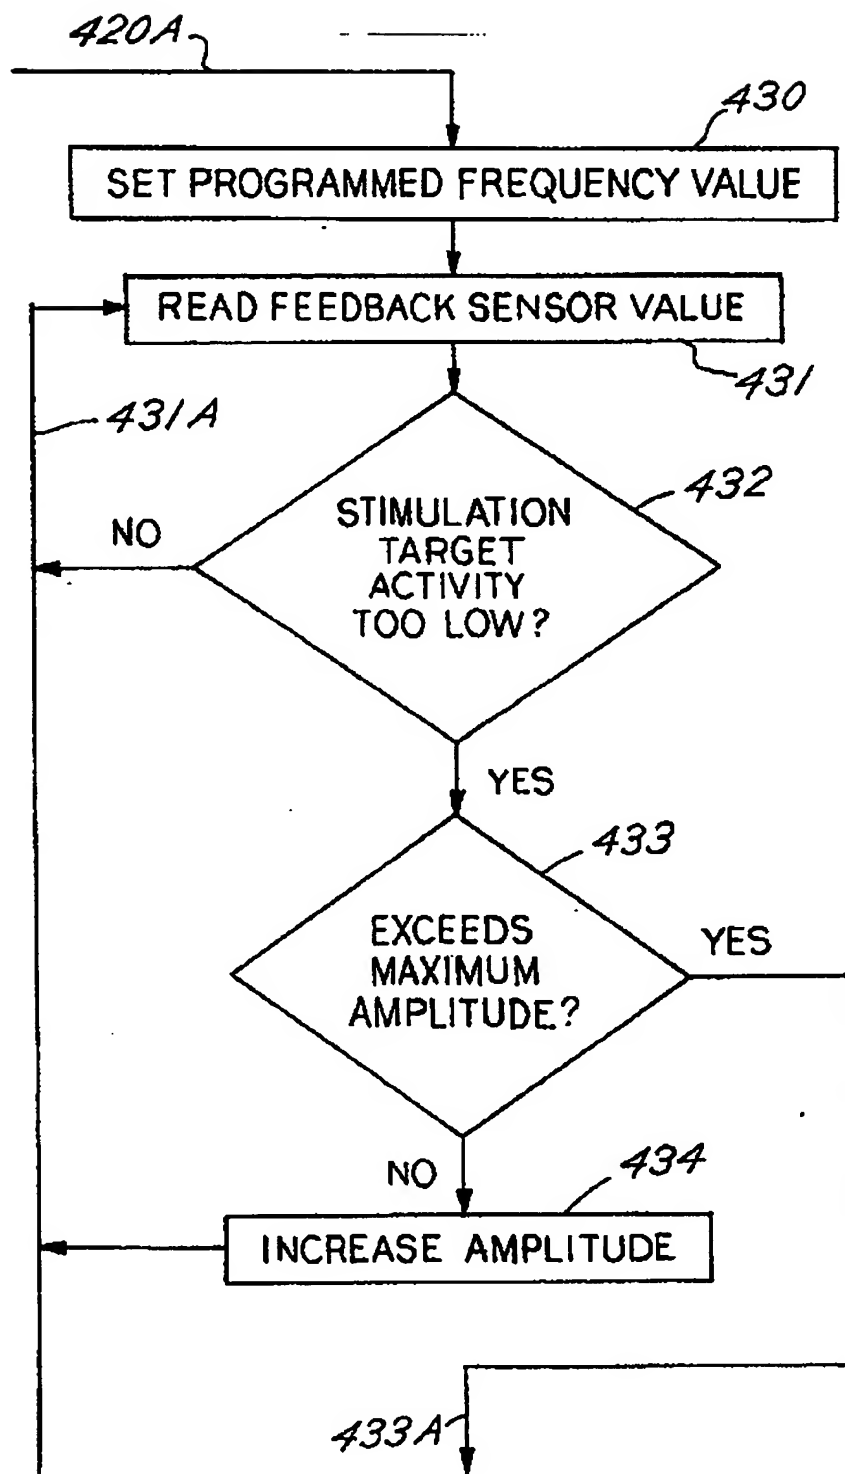 420A
430
SET PROGRAMMED FREQUENCY VALUE
READ FEEDBACK SENSOR VALUE
431
431A
432
STIMULATION
TARGET
ACTIVITY
TOO LOW?
NO
YES
433
EXCEEDS
MAXIMUM
AMPLITUDE?
YES
NO
434
INCREASE AMPLITUDE
433A